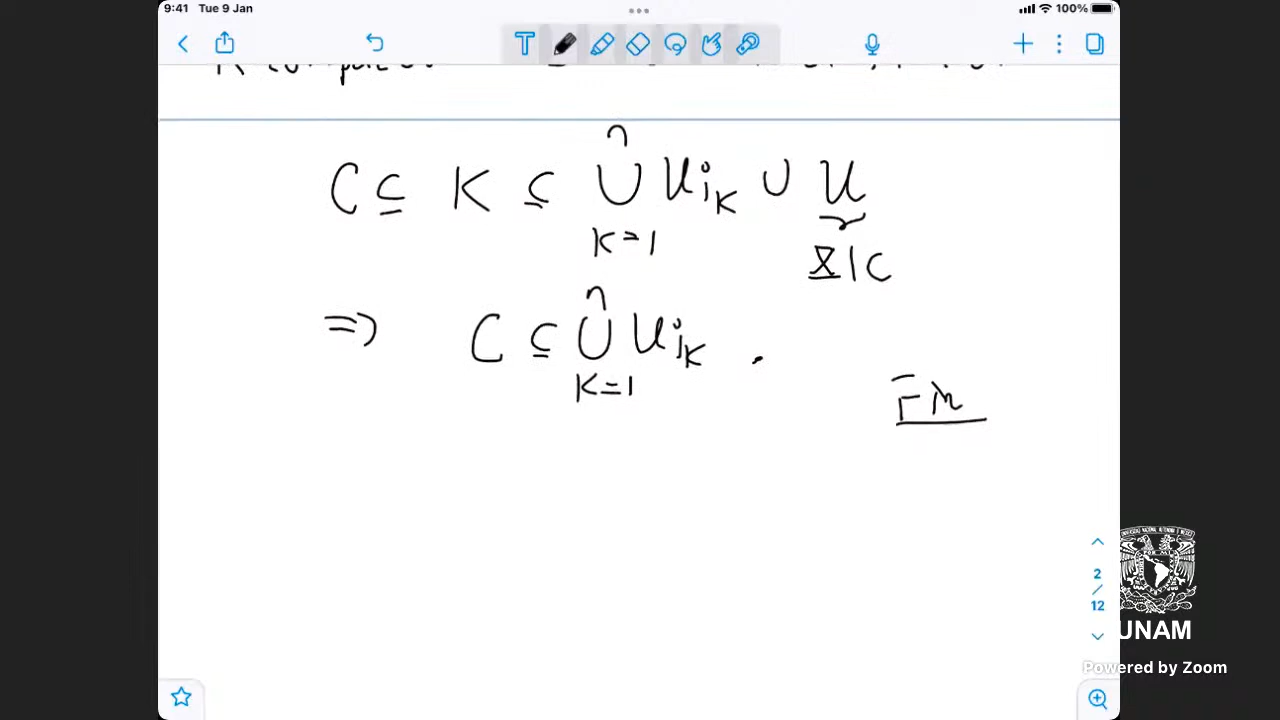 9:41 Tue 9 Jan 100%
K compacto
n
C ⊆ K ⊆ ∪ U_{i_K} ∪ U
K=1
X\C
n
⇒ C ⊆ ∪ U_{i_K} .
K=1
Fin
2
/
12
UNAM
Powered by Zoom